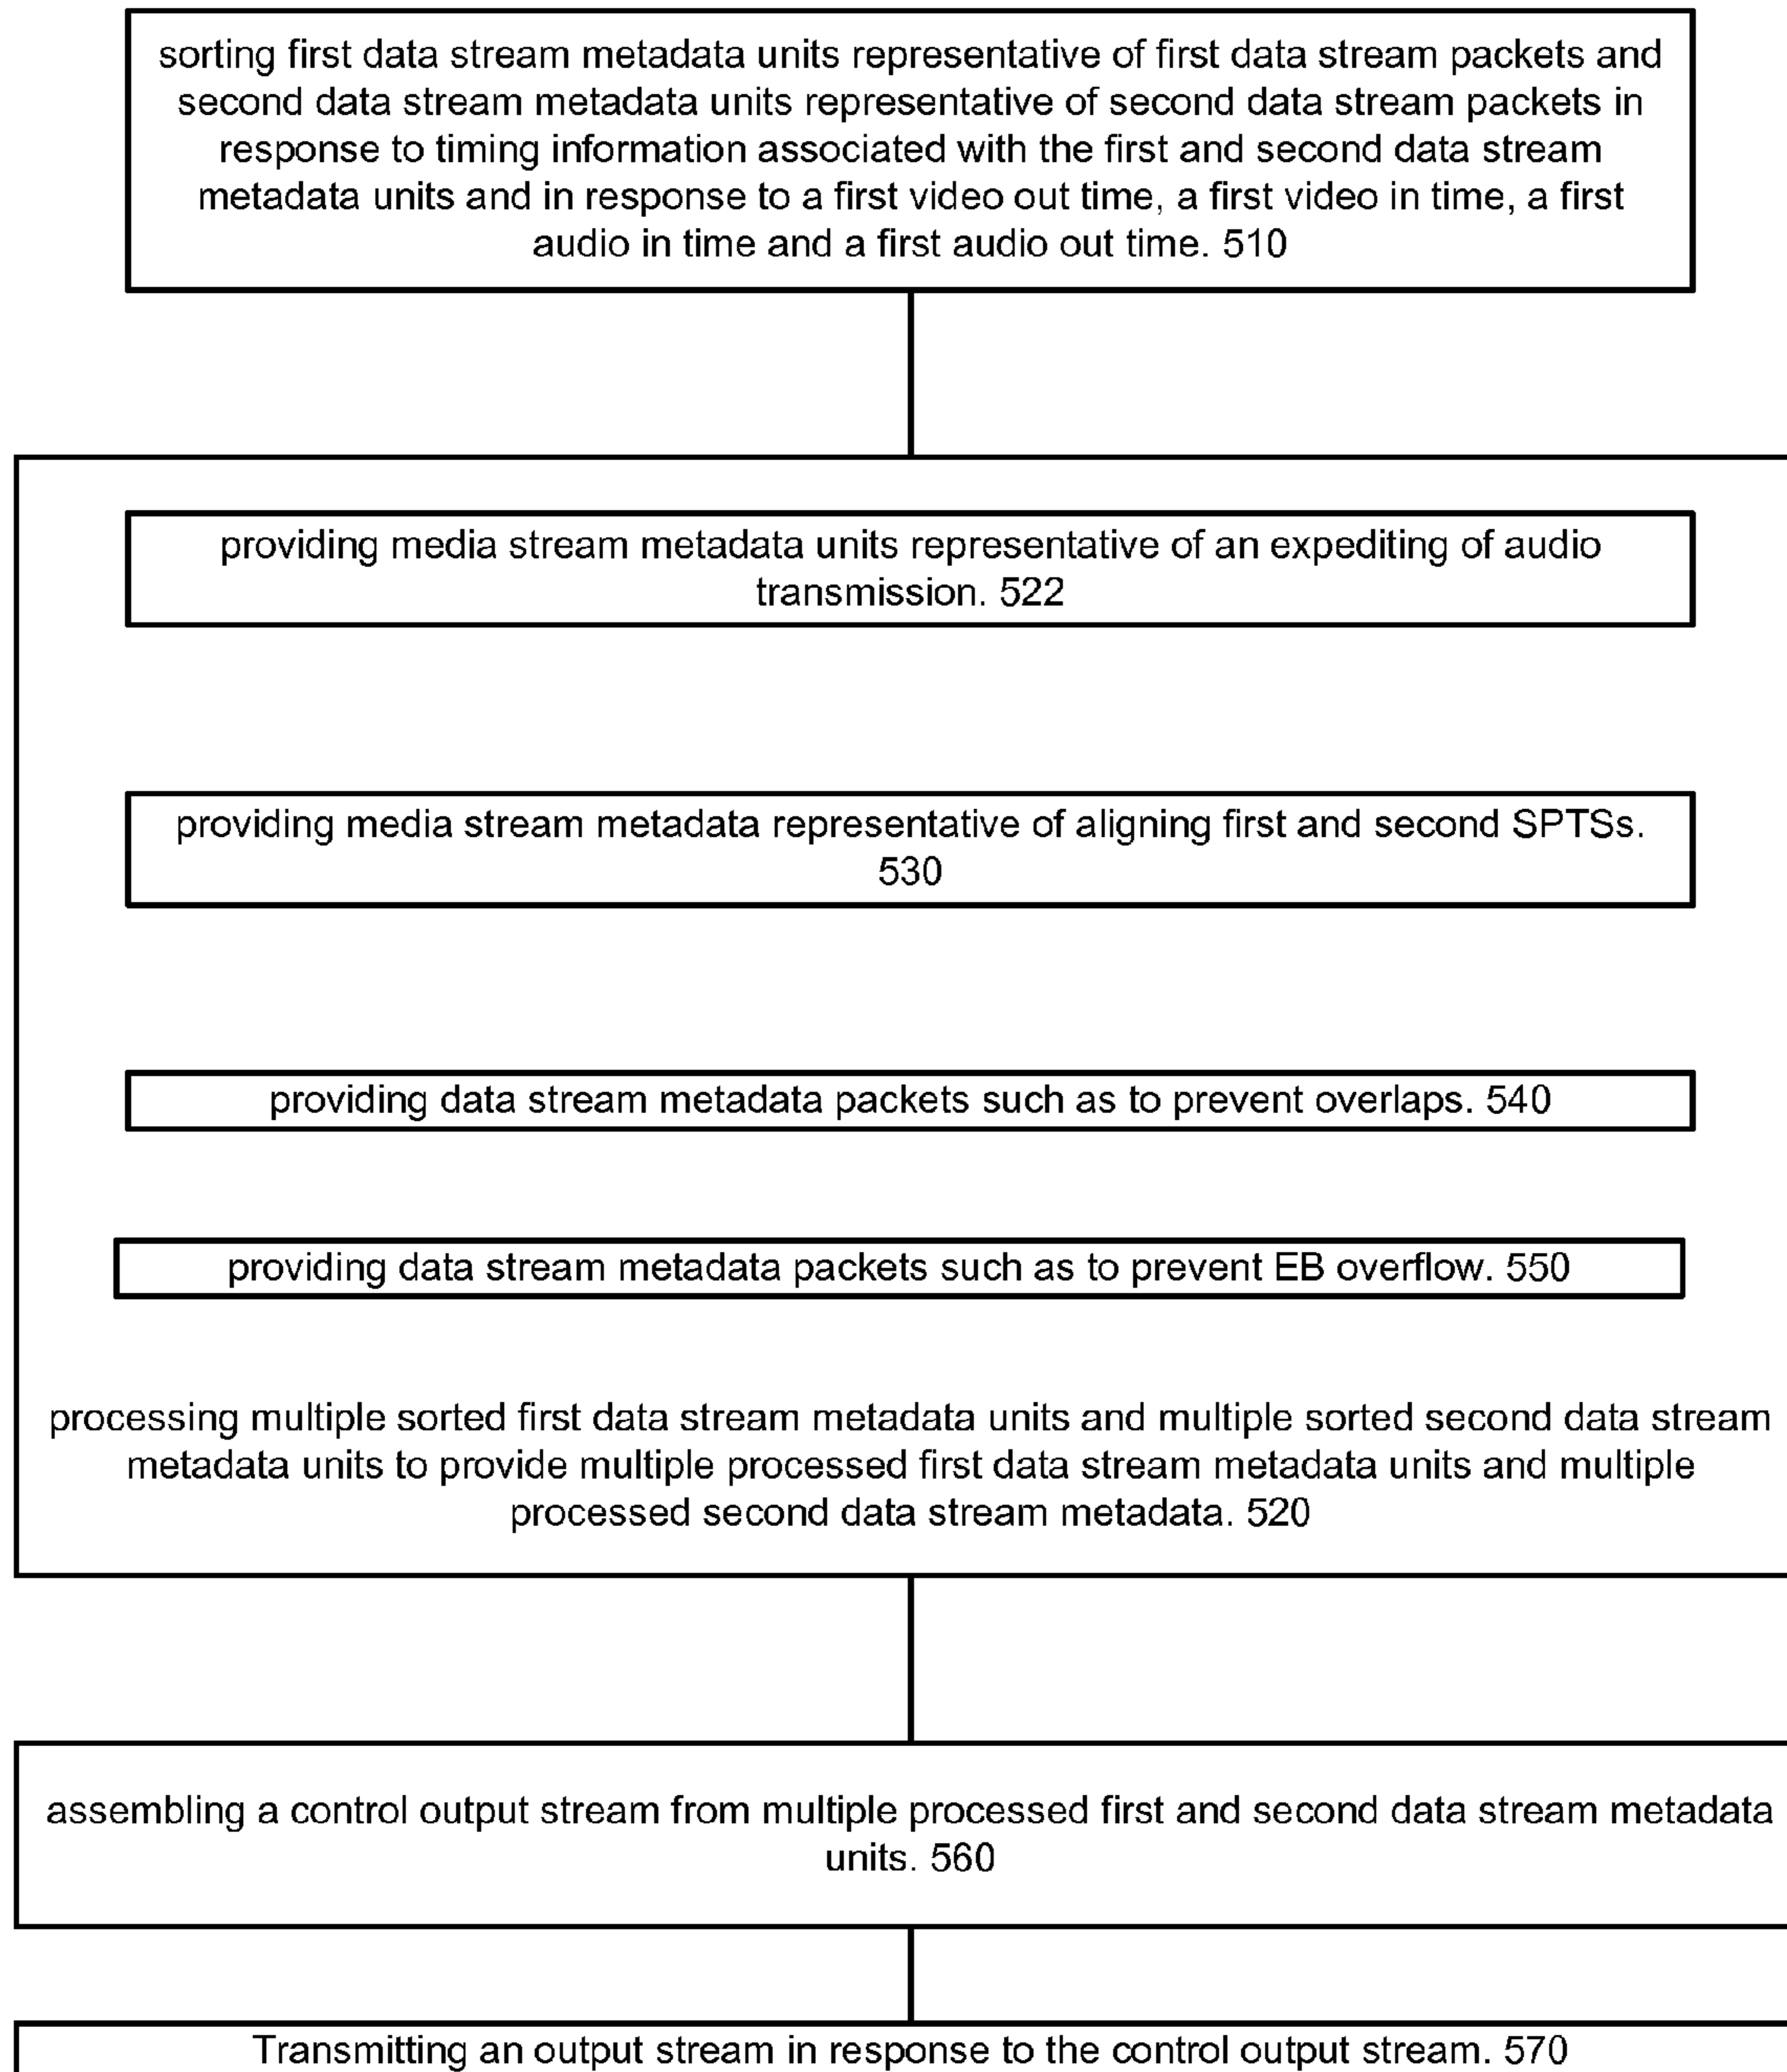 sorting first data stream metadata units representative of first data stream packets and
second data stream metadata units representative of second data stream packets in
response to timing information associated with the first and second data stream
metadata units and in response to a first video out time, a first video in time, a first
audio in time and a first audio out time. 510
providing media stream metadata units representative of an expediting of audio
transmission. 522
providing media stream metadata representative of aligning first and second SPTSs.
530
providing data stream metadata packets such as to prevent overlaps. 540
providing data stream metadata packets such as to prevent EB overflow. 550
processing multiple sorted first data stream metadata units and multiple sorted second data stream
metadata units to provide multiple processed first data stream metadata units and multiple
processed second data stream metadata. 520
assembling a control output stream from multiple processed first and second data stream metadata
units. 560
Transmitting an output stream in response to the control output stream. 570